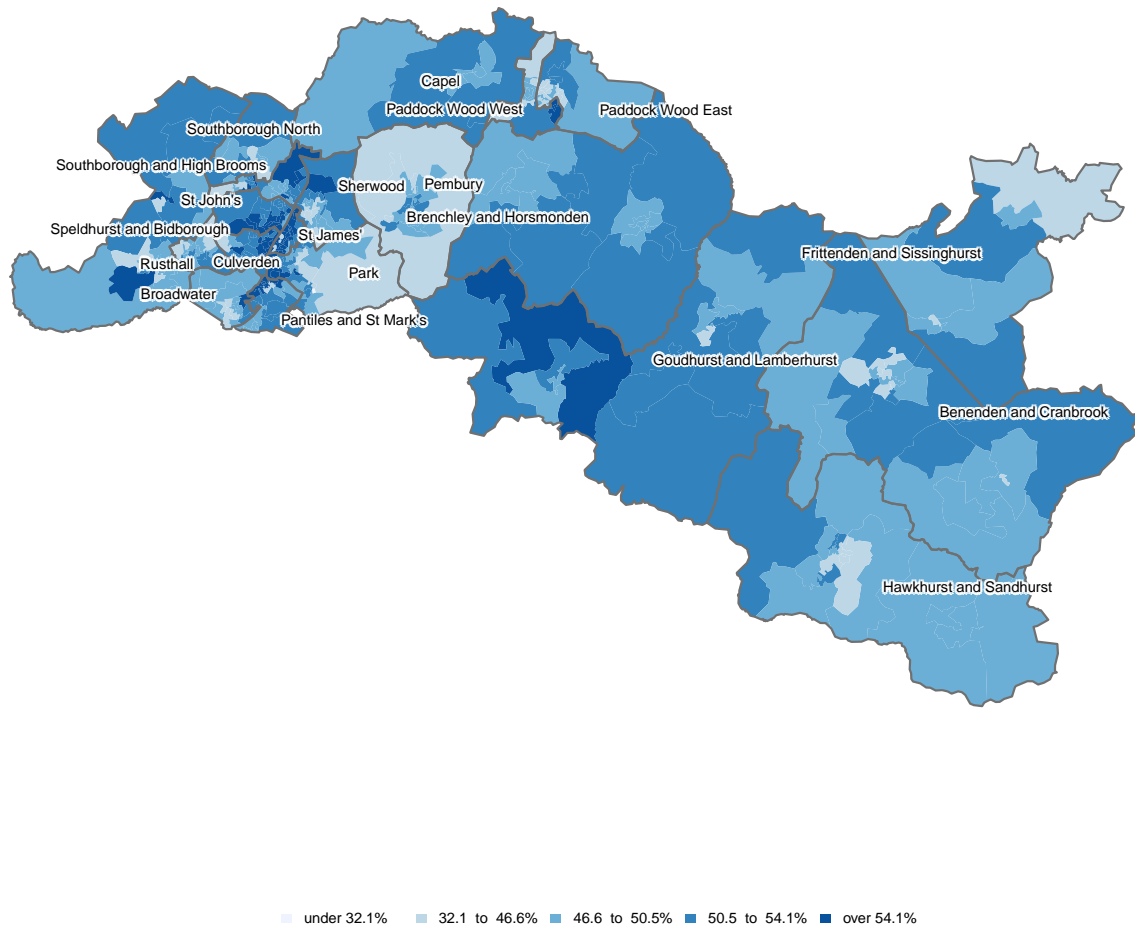 Capel
Paddock Wood West
Paddock Wood East
Southborough North
Southborough and High Brooms
Sherwood
Pembury
St John's
Brenchley and Horsmonden
Speldhurst and Bidborough
St James'
Frittenden and Sissinghurst
Rusthall
Culverden
Park
Broadwater
Pantiles and St Mark's
Goudhurst and Lamberhurst
Benenden and Cranbrook
Hawkhurst and Sandhurst
under 32.1%
32.1 to 46.6%
46.6 to 50.5%
50.5 to 54.1%
over 54.1%